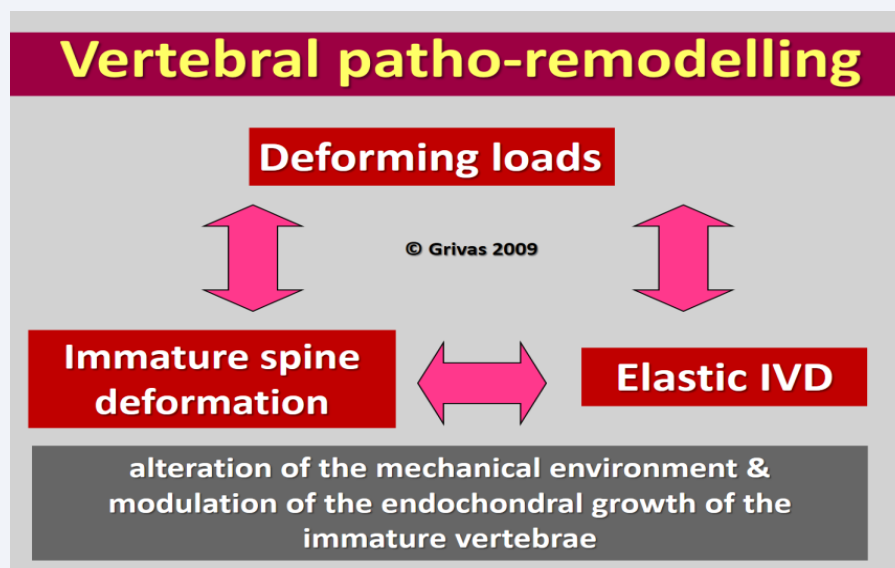 Vertebral patho-remodelling
Deforming loads
© Grivas 2009
Immature spine
deformation
Elastic IVD
alteration of the mechanical environment &
modulation of the endochondral growth of the
immature vertebrae